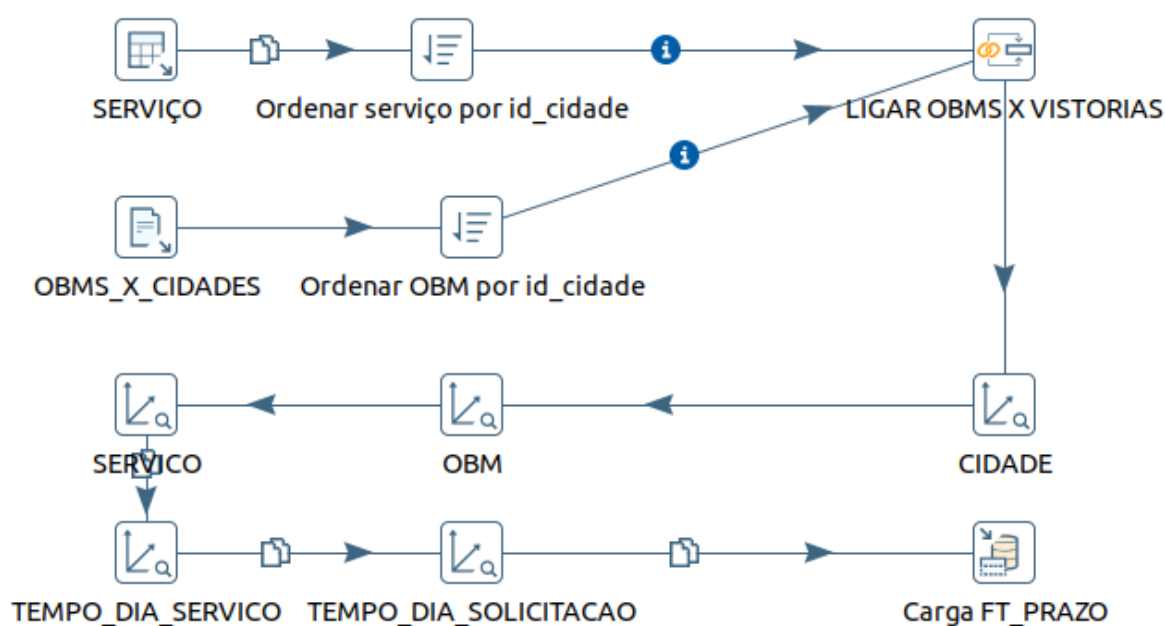 SERVIÇO
Ordenar serviço por id_cidade
LIGAR OBMS X VISTORIAS
OBMS_X_CIDADES
Ordenar OBM por id_cidade
SERVICO
OBM
CIDADE
TEMPO_DIA_SERVICO
TEMPO_DIA_SOLICITACAO
Carga FT_PRAZO